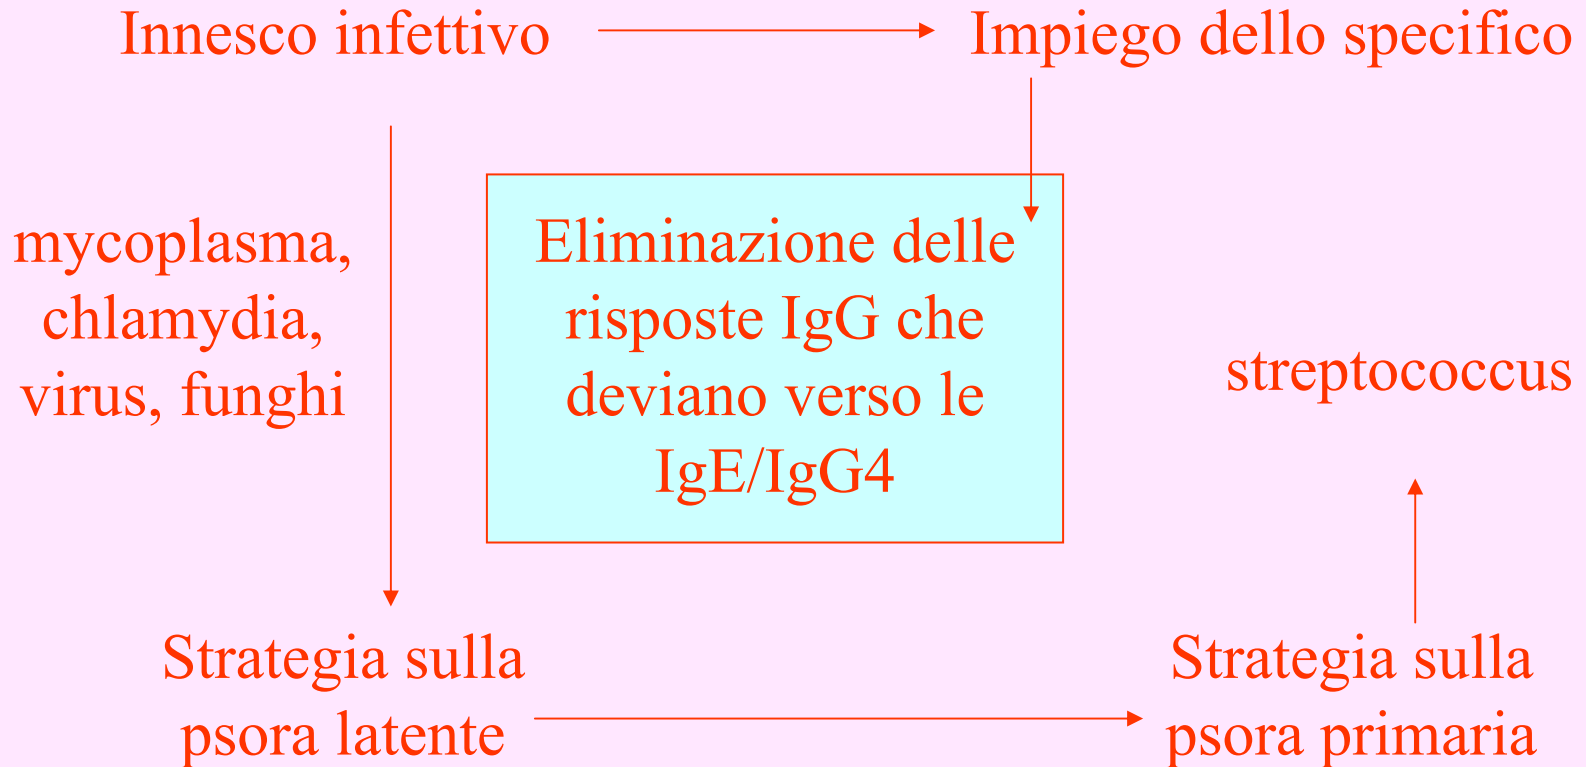 Innesco infettivo
Impiego dello specifico
mycoplasma,
chlamydia,
virus, funghi
Eliminazione delle
risposte IgG che
deviano verso le
IgE/IgG4
streptococcus
Strategia sulla
psora latente
Strategia sulla
psora primaria